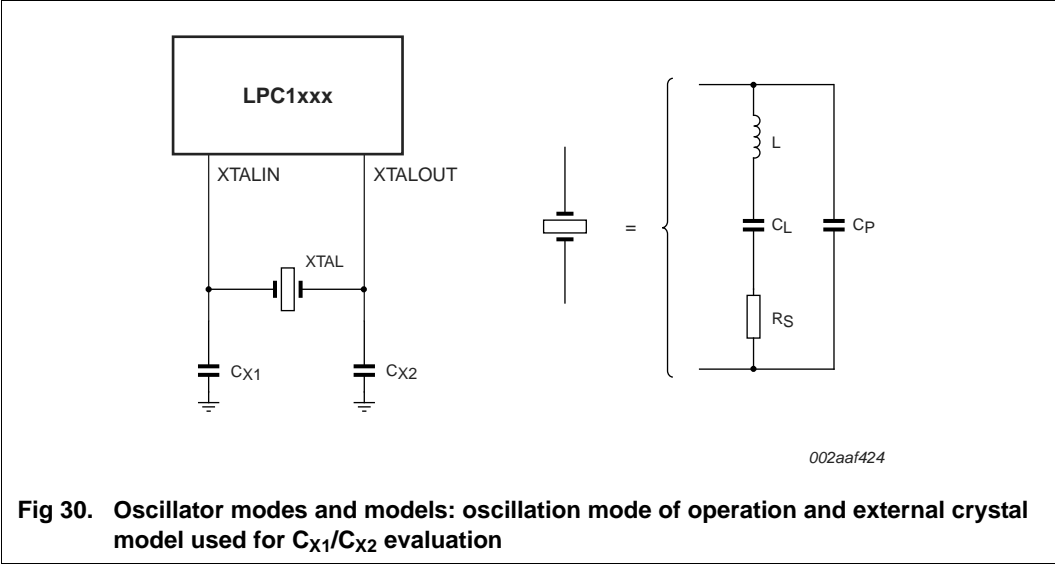 LPC1xxx
XTALIN
XTALOUT
XTAL
CX1
CX2
=
L
CL
CP
RS
002aaf424
Fig 30. Oscillator modes and models: oscillation mode of operation and external crystal
model used for CX1/CX2 evaluation